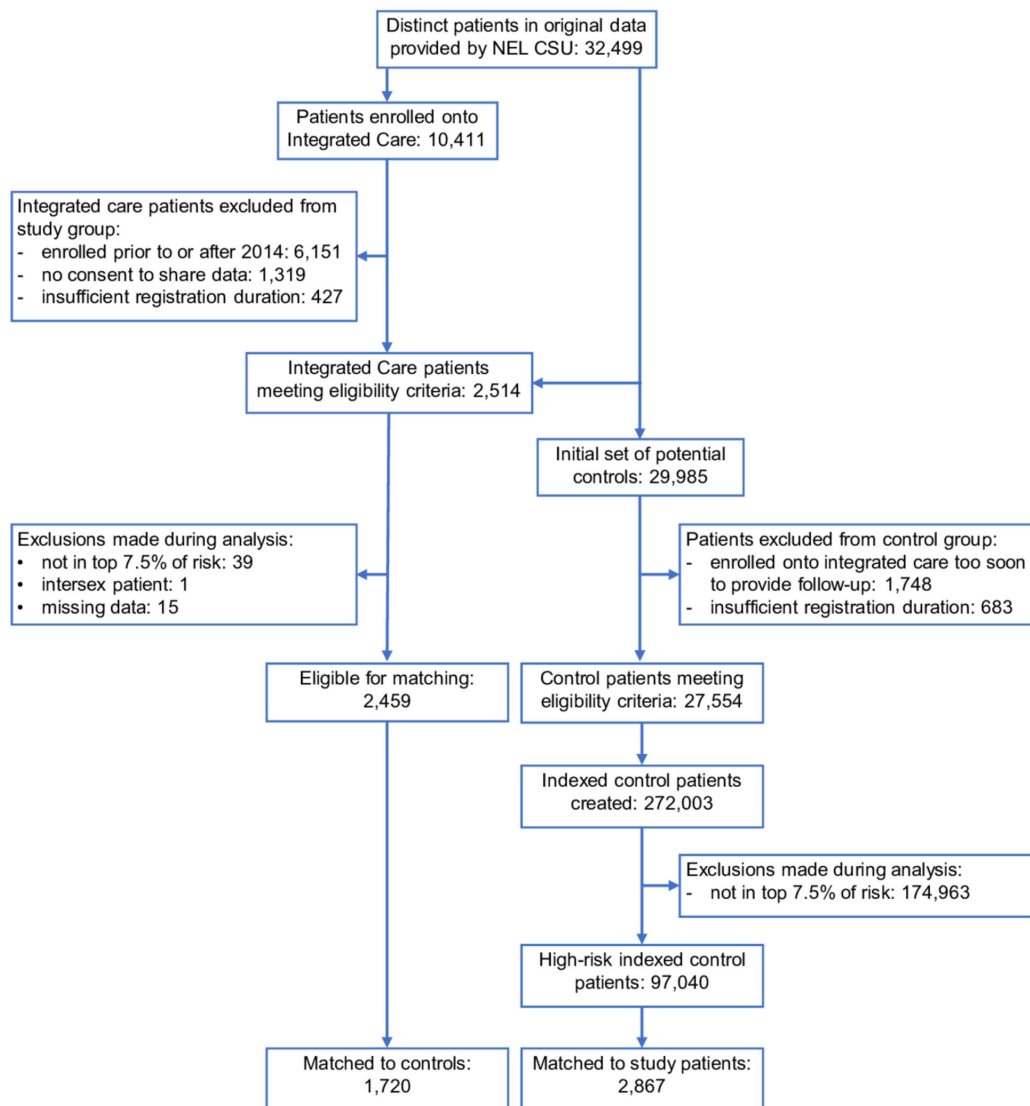 Distinct patients in original data
provided by NEL CSU: 32,499
Patients enrolled onto
Integrated Care: 10,411
Integrated care patients excluded from
study group:
- enrolled prior to or after 2014: 6,151
- no consent to share data: 1,319
- insufficient registration duration: 427
Integrated Care patients
meeting eligibility criteria: 2,514
Initial set of potential
controls: 29,985
Exclusions made during analysis:
• not in top 7.5% of risk: 39
• intersex patient: 1
• missing data: 15
Patients excluded from control group:
- enrolled onto integrated care too soon
to provide follow-up: 1,748
- insufficient registration duration: 683
Eligible for matching:
2,459
Control patients meeting
eligibility criteria: 27,554
Indexed control patients
created: 272,003
Exclusions made during analysis:
- not in top 7.5% of risk: 174,963
High-risk indexed control
patients: 97,040
Matched to controls:
1,720
Matched to study patients:
2,867